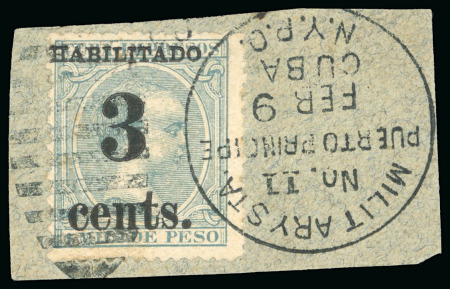 HABILITADO
3
cents.
DE PESO
MILITARY STA.
No. 11
PUERTO PRINCIPE
FEB 9
CUBA
N.Y.P.O.